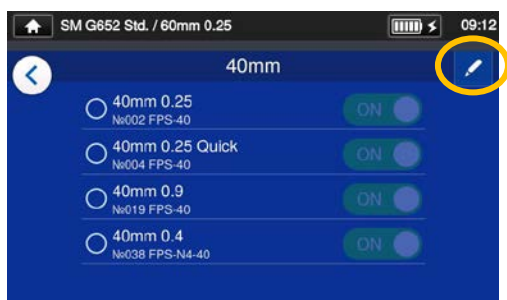 SM G652 Std. / 60mm 0.25 09:12
40mm
40mm 0.25 ON
№002 FPS-40
40mm 0.25 Quick ON
№004 FPS-40
40mm 0.9 ON
№019 FPS-40
40mm 0.4 ON
№038 FPS-N4-40